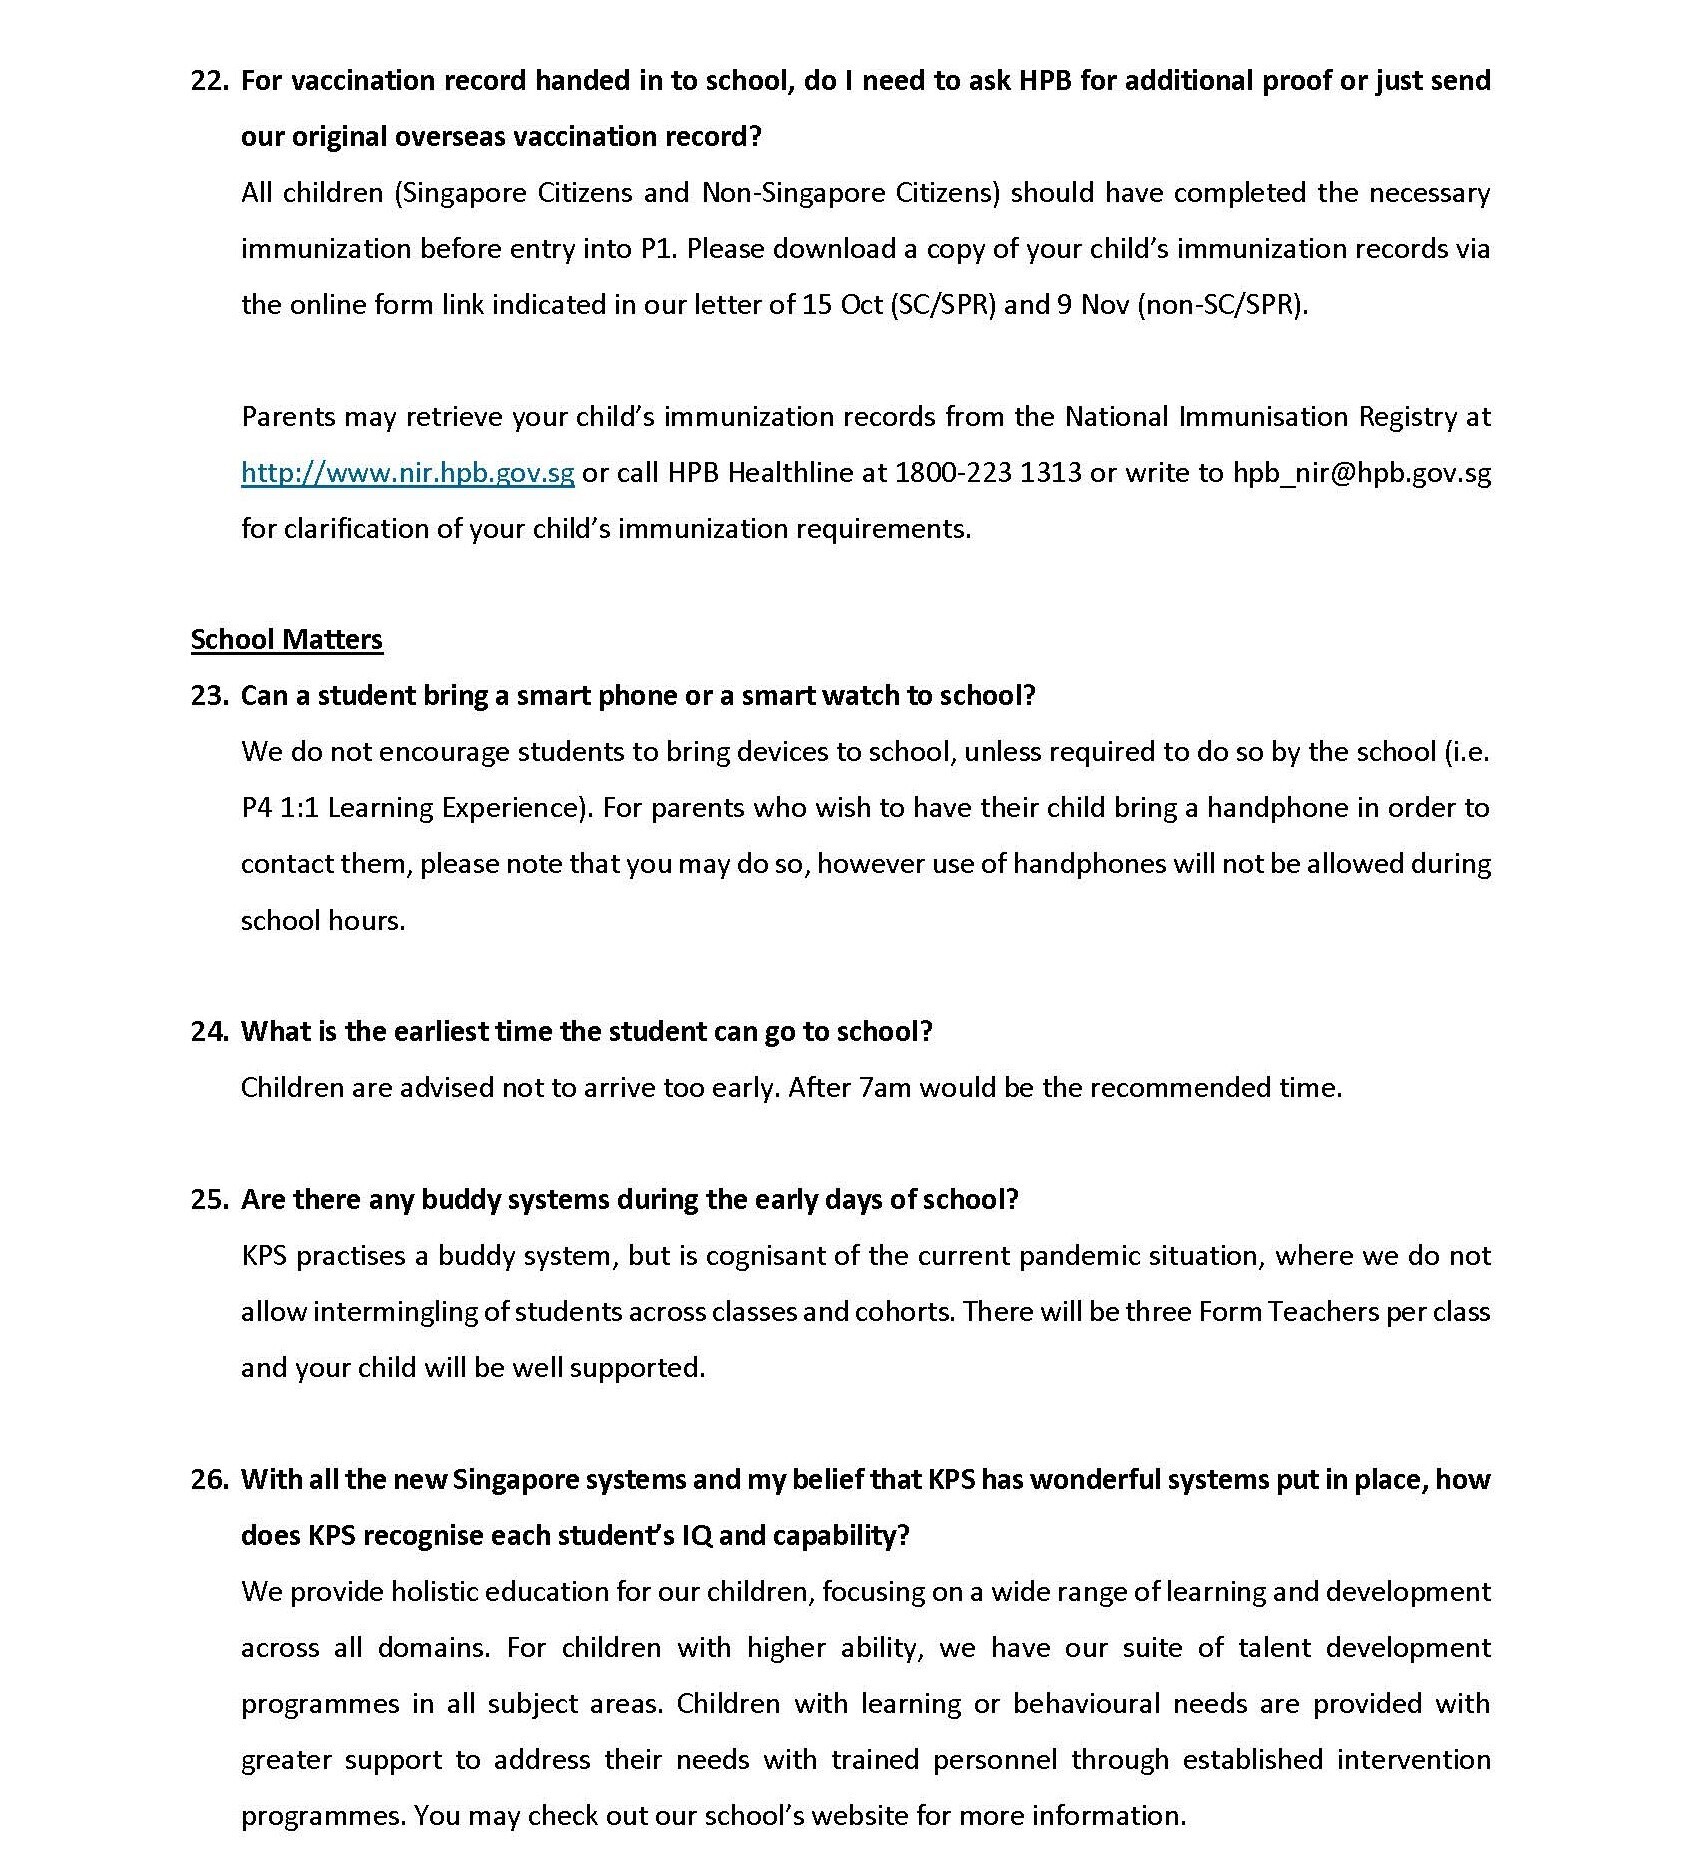 22. For vaccination record handed in to school, do I need to ask HPB for additional proof or just send
our original overseas vaccination record?
All children (Singapore Citizens and Non-Singapore Citizens) should have completed the necessary
immunization before entry into P1. Please download a copy of your child’s immunization records via
the online form link indicated in our letter of 15 Oct (SC/SPR) and 9 Nov (non-SC/SPR).
Parents may retrieve your child’s immunization records from the National Immunisation Registry at
http://www.nir.hpb.gov.sg or call HPB Healthline at 1800-223 1313 or write to hpb_nir@hpb.gov.sg
for clarification of your child’s immunization requirements.
School Matters
23. Can a student bring a smart phone or a smart watch to school?
We do not encourage students to bring devices to school, unless required to do so by the school (i.e.
P4 1:1 Learning Experience). For parents who wish to have their child bring a handphone in order to
contact them, please note that you may do so, however use of handphones will not be allowed during
school hours.
24. What is the earliest time the student can go to school?
Children are advised not to arrive too early. After 7am would be the recommended time.
25. Are there any buddy systems during the early days of school?
KPS practises a buddy system, but is cognisant of the current pandemic situation, where we do not
allow intermingling of students across classes and cohorts. There will be three Form Teachers per class
and your child will be well supported.
26. With all the new Singapore systems and my belief that KPS has wonderful systems put in place, how
does KPS recognise each student’s IQ and capability?
We provide holistic education for our children, focusing on a wide range of learning and development
across all domains. For children with higher ability, we have our suite of talent development
programmes in all subject areas. Children with learning or behavioural needs are provided with
greater support to address their needs with trained personnel through established intervention
programmes. You may check out our school’s website for more information.